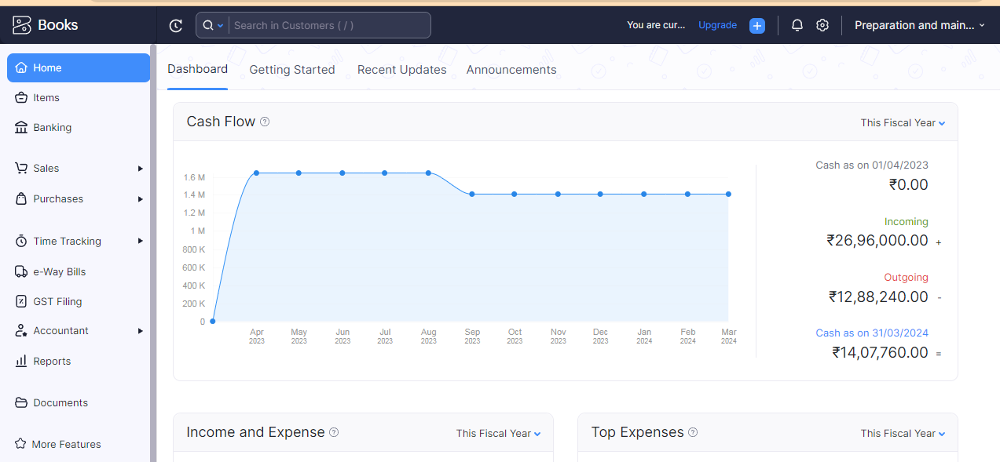 Books
Search in Customers ( / )
You are cur...
Upgrade
Preparation and main...
Home
Items
Banking
Sales
Purchases
Time Tracking
e-Way Bills
GST Filing
Accountant
Reports
Documents
More Features
Dashboard
Getting Started
Recent Updates
Announcements
Cash Flow
This Fiscal Year
1.6 M
1.4 M
1.2 M
1 M
800 K
600 K
400 K
200 K
0
Apr 2023
May 2023
Jun 2023
Jul 2023
Aug 2023
Sep 2023
Oct 2023
Nov 2023
Dec 2023
Jan 2024
Feb 2024
Mar 2024
Cash as on 01/04/2023
₹0.00
Incoming
₹26,96,000.00 +
Outgoing
₹12,88,240.00 -
Cash as on 31/03/2024
₹14,07,760.00 =
Income and Expense
This Fiscal Year
Top Expenses
This Fiscal Year